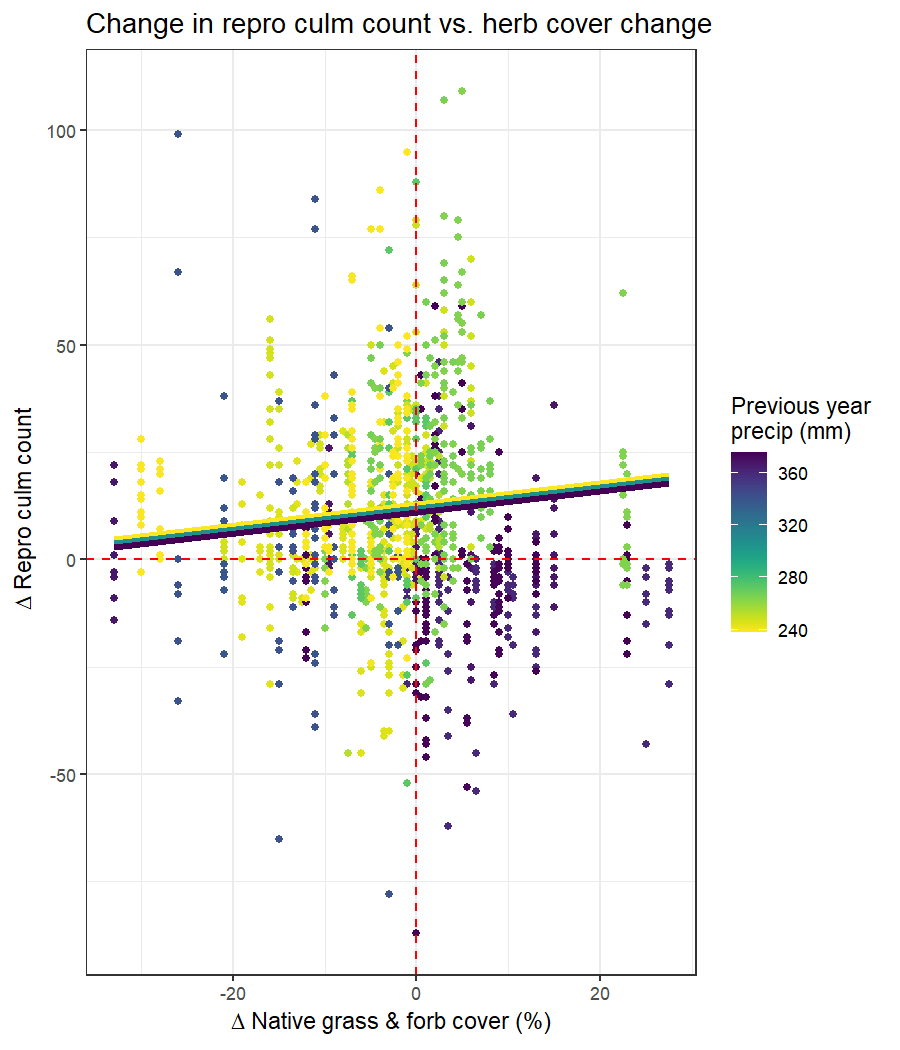 Change in repro culm count vs. herb cover change
Δ Repro culm count
100
50
0
-50
-20
0
20
Δ Native grass & forb cover (%)
Previous year
precip (mm)
360
320
280
240